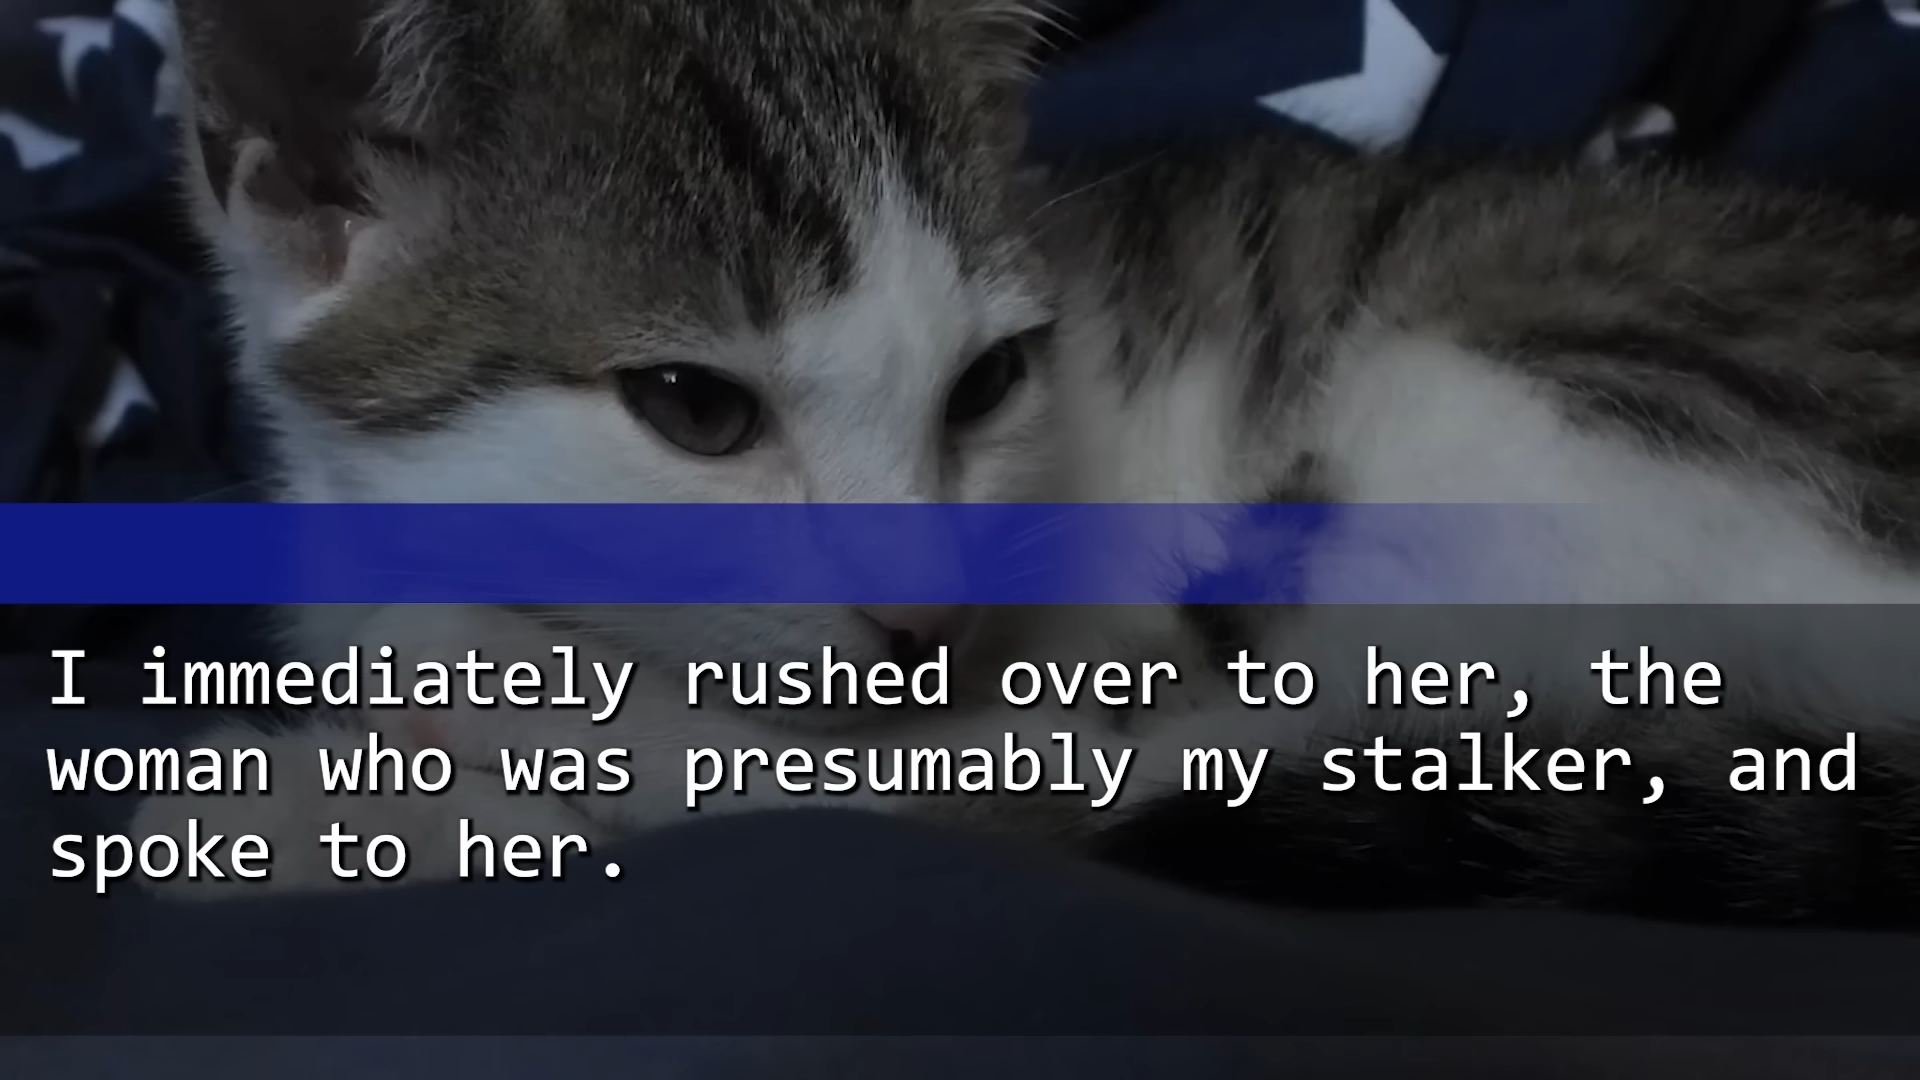 I immediately rushed over to her, the
woman who was presumably my stalker, and
spoke to her.